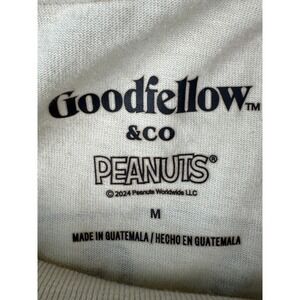 Goodfellow™
&CO
PEANUTS®
© 2024 Peanuts Worldwide LLC
M
MADE IN GUATEMALA / HECHO EN GUATEMALA